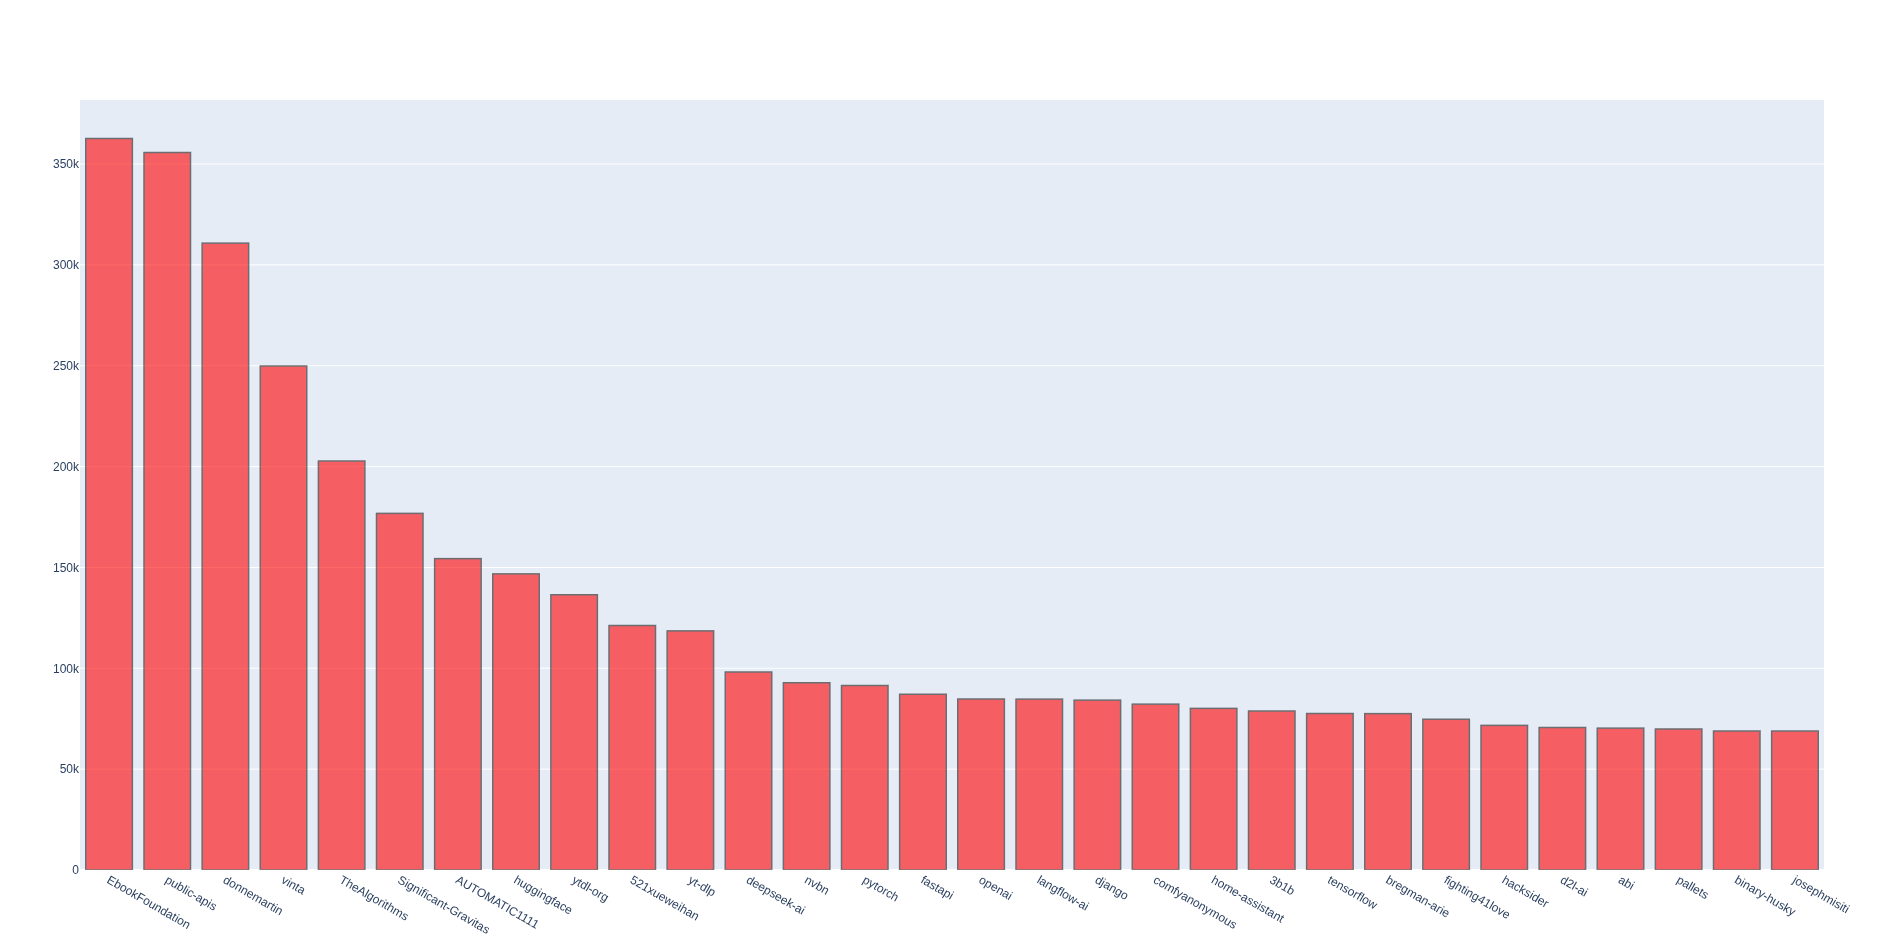 350k
300k
250k
200k
150k
100k
50k
0
EbookFoundation
public-apis
donnemartin
vinta
TheAlgorithms
Significant-Gravitas
AUTOMATIC1111
huggingface
ytdl-org
521xueweihan
yt-dlp
deepseek-ai
nvbn
pytorch
fastapi
openai
langflow-ai
django
comfyanonymous
home-assistant
3b1b
tensorflow
bregman-arie
fighting41love
hacksider
d2l-ai
abi
pallets
binary-husky
josephmisiti